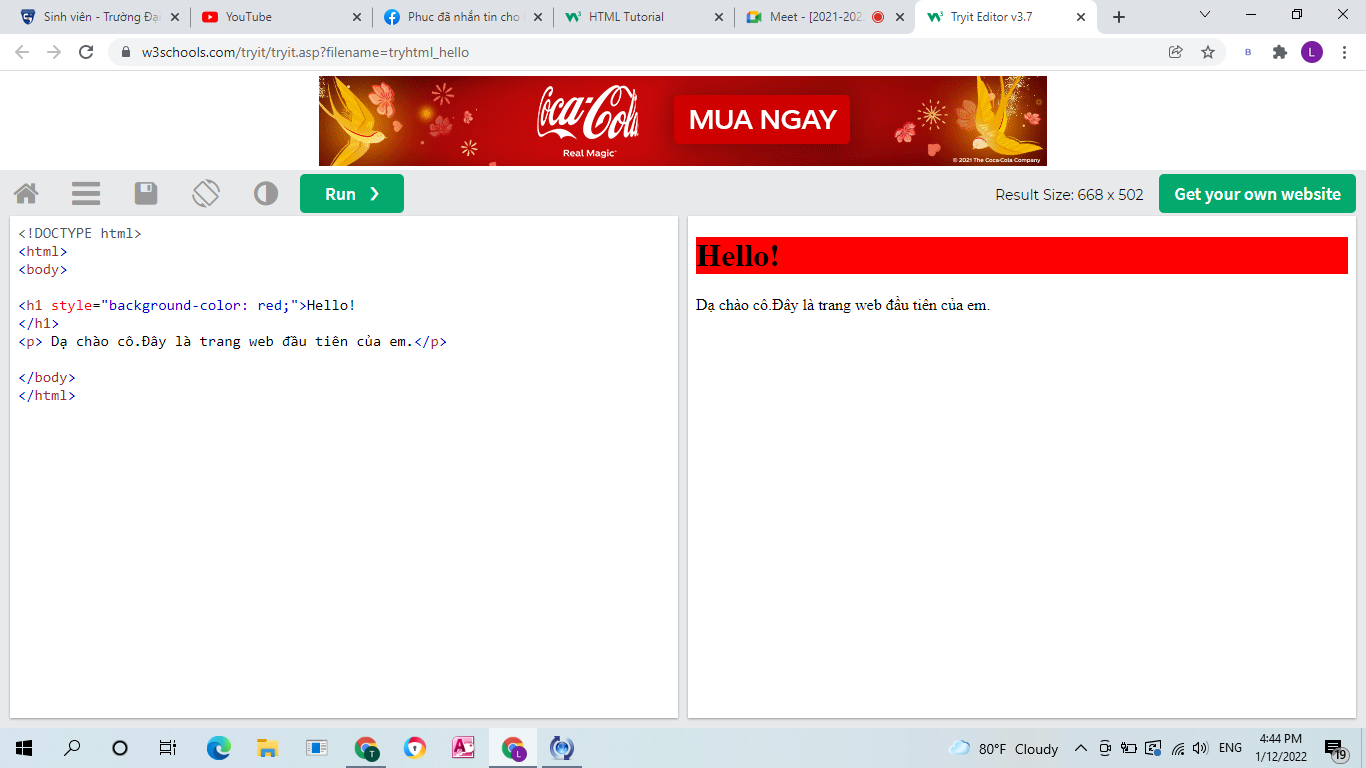 Sinh viên - Trường Đại
YouTube
Phuc đã nhắn tin cho
HTML Tutorial
Meet - [2021-202
Tryit Editor v3.7
w3schools.com/tryit/tryit.asp?filename=tryhtml_hello
B
L
Coca-Cola
Real Magic™
MUA NGAY
© 2021 The Coca-Cola Company
Run ❯
Result Size: 668 x 502
Get your own website
<!DOCTYPE html>
<html>
<body>
<h1 style="background-color: red;">Hello!
</h1>
<p> Dạ chào cô.Đây là trang web đầu tiên của em.</p>
</body>
</html>
Hello!
Dạ chào cô.Đây là trang web đầu tiên của em.
T
A
L
80°F Cloudy
ENG
4:44 PM
1/12/2022
19